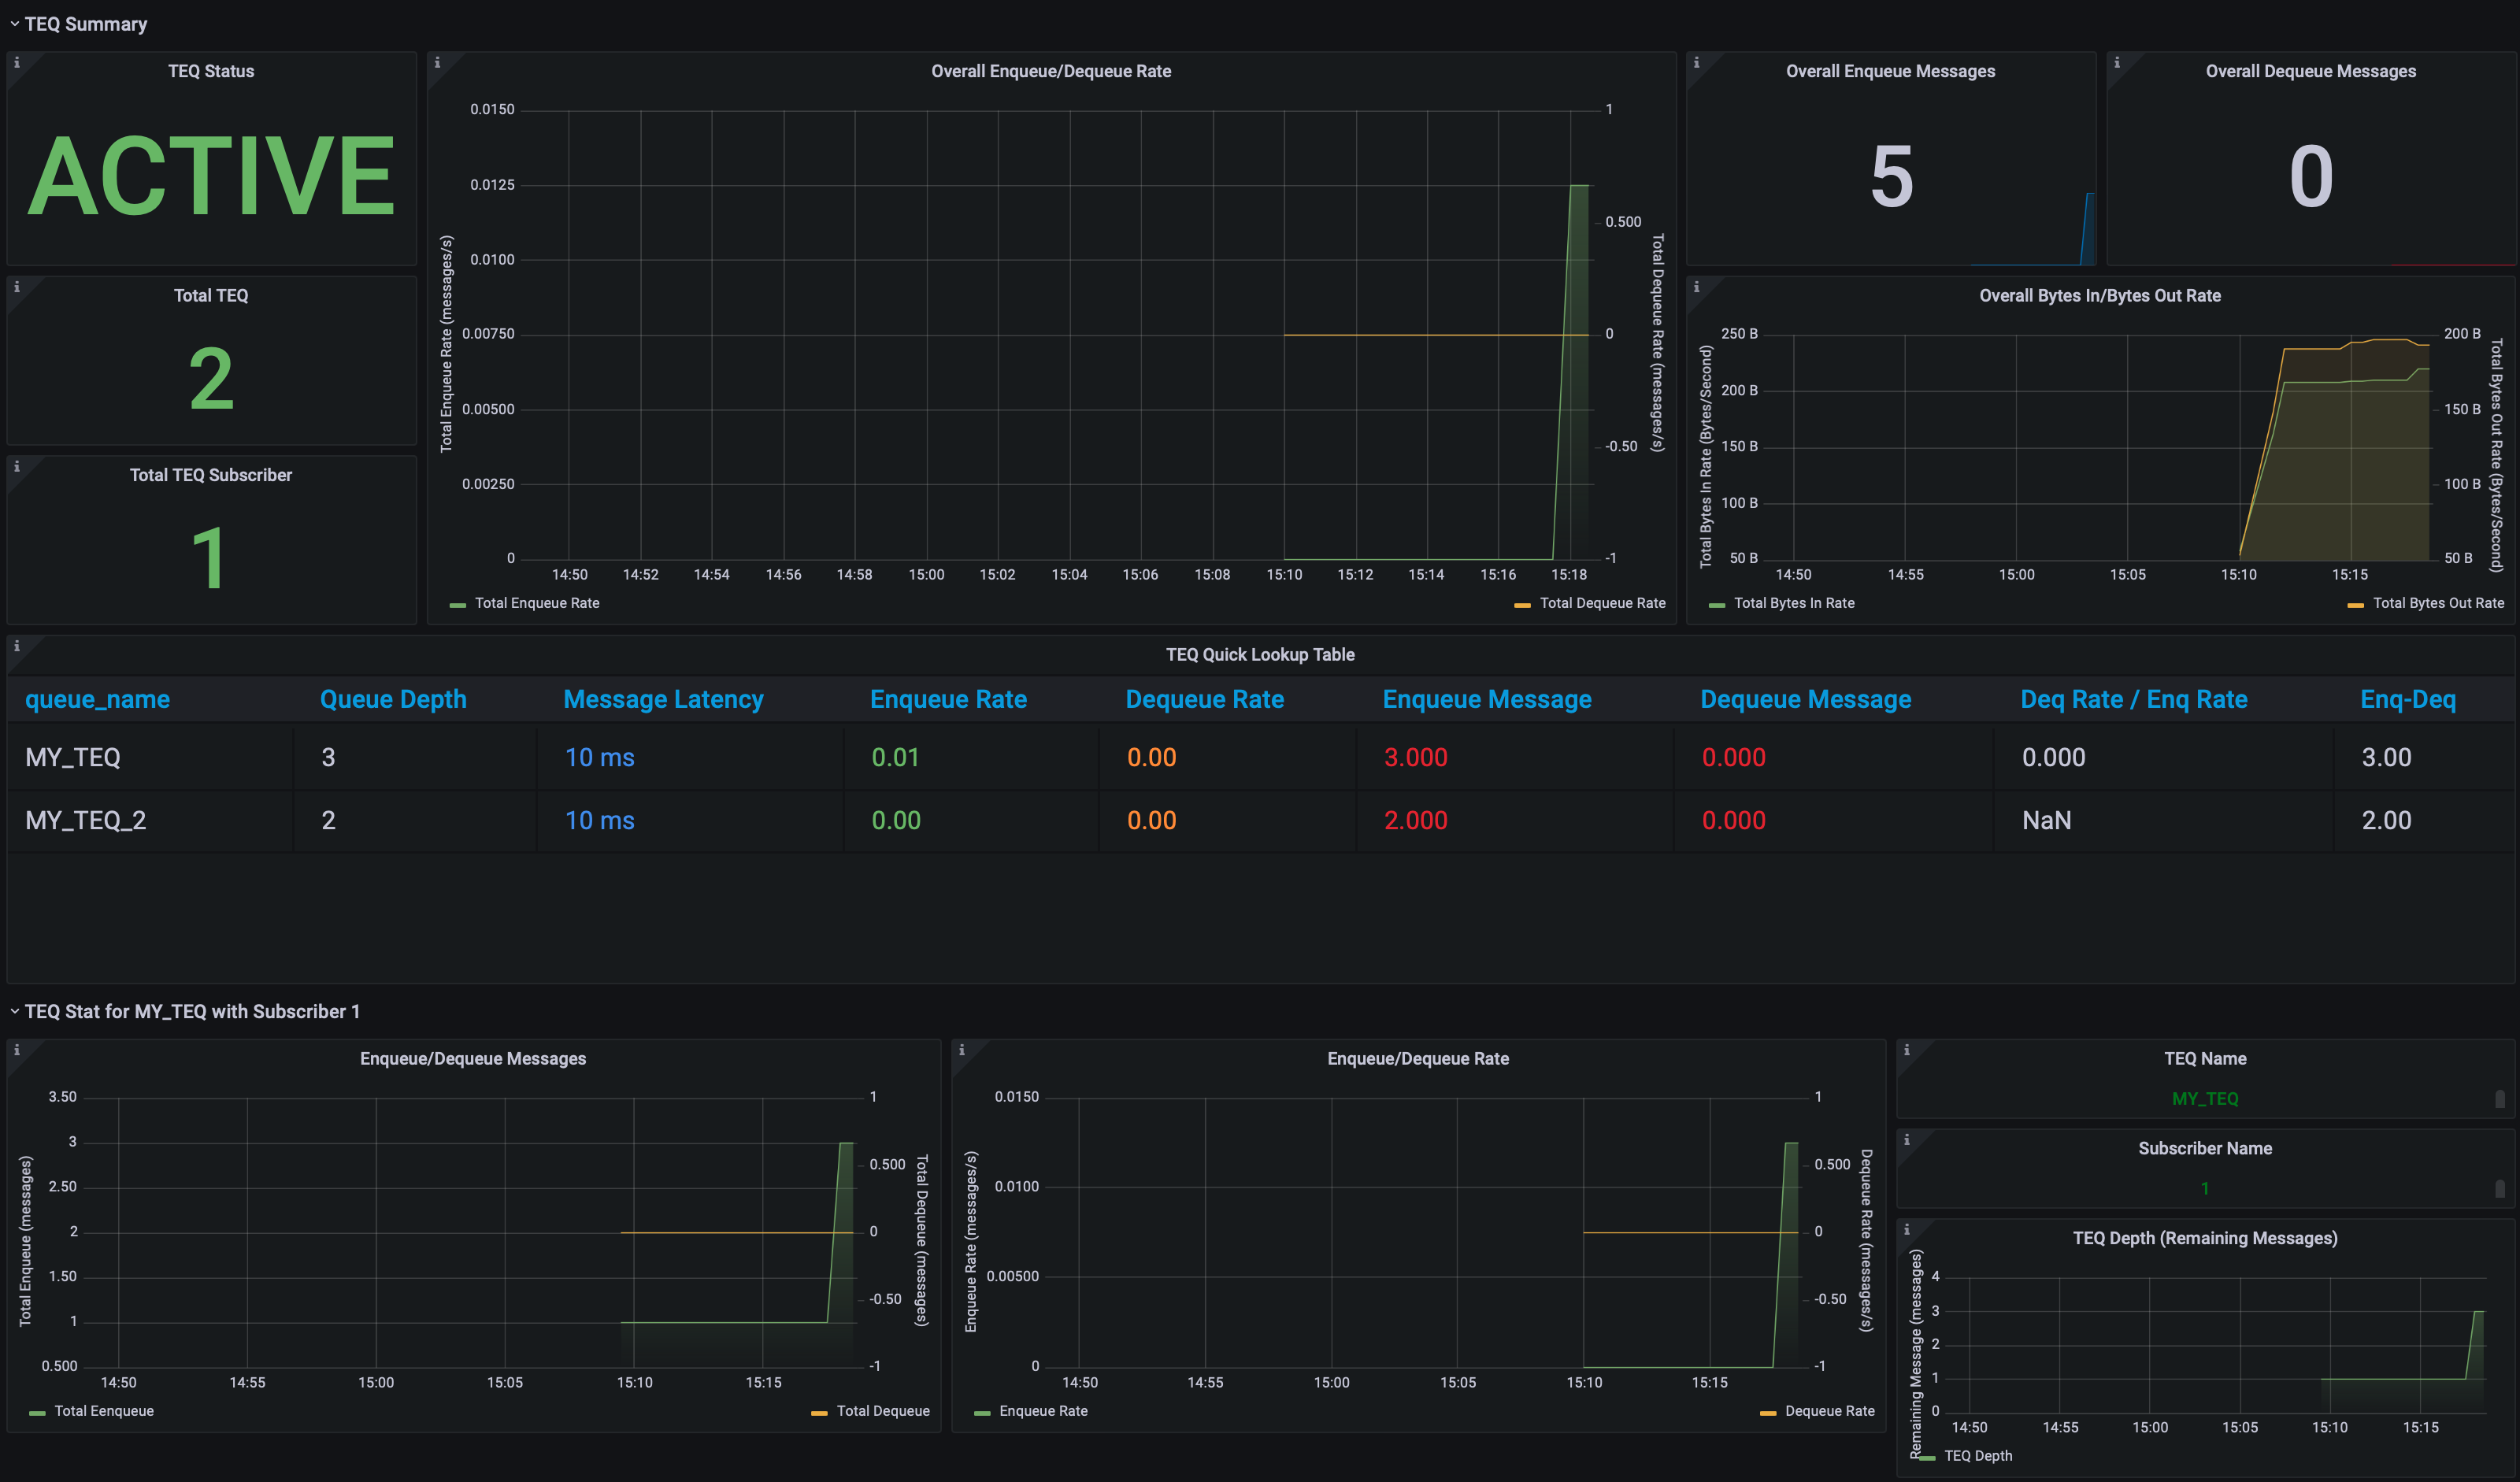 TEQ Summary
TEQ Status
ACTIVE
Total TEQ
2
Total TEQ Subscriber
1
Overall Enqueue/Dequeue Rate
Total Enqueue Rate (messages/s)
0.0150
0.0125
0.0100
0.00750
0.00500
0.00250
0
1
0.500
0
-0.50
-1
Total Dequeue Rate (messages/s)
14:50 14:52 14:54 14:56 14:58 15:00 15:02 15:04 15:06 15:08 15:10 15:12 15:14 15:16 15:18
Total Enqueue Rate Total Dequeue Rate
Overall Enqueue Messages
5
Overall Dequeue Messages
0
Overall Bytes In/Bytes Out Rate
Total Bytes In Rate (Bytes/Second)
250 B
200 B
150 B
100 B
50 B
200 B
150 B
100 B
50 B
Total Bytes Out Rate (Bytes/Second)
14:50 14:55 15:00 15:05 15:10 15:15
Total Bytes In Rate Total Bytes Out Rate
TEQ Quick Lookup Table
queue_name Queue Depth Message Latency Enqueue Rate Dequeue Rate Enqueue Message Dequeue Message Deq Rate / Enq Rate Enq-Deq
MY_TEQ 3 10 ms 0.01 0.00 3.000 0.000 0.000 3.00
MY_TEQ_2 2 10 ms 0.00 0.00 2.000 0.000 NaN 2.00
TEQ Stat for MY_TEQ with Subscriber 1
Enqueue/Dequeue Messages
Total Enqueue (messages)
3.50
3
2.50
2
1.50
1
0.500
1
0.500
0
-0.50
-1
Total Dequeue (messages)
14:50 14:55 15:00 15:05 15:10 15:15
Total Eenqueue Total Dequeue
Enqueue/Dequeue Rate
Enqueue Rate (messages/s)
0.0150
0.0100
0.00500
0
1
0.500
0
-0.50
-1
Dequeue Rate (messages/s)
14:50 14:55 15:00 15:05 15:10 15:15
Enqueue Rate Dequeue Rate
TEQ Name
MY_TEQ
Subscriber Name
1
TEQ Depth (Remaining Messages)
Remaining Message (messages)
4
3
2
1
0
14:50 14:55 15:00 15:05 15:10 15:15
TEQ Depth